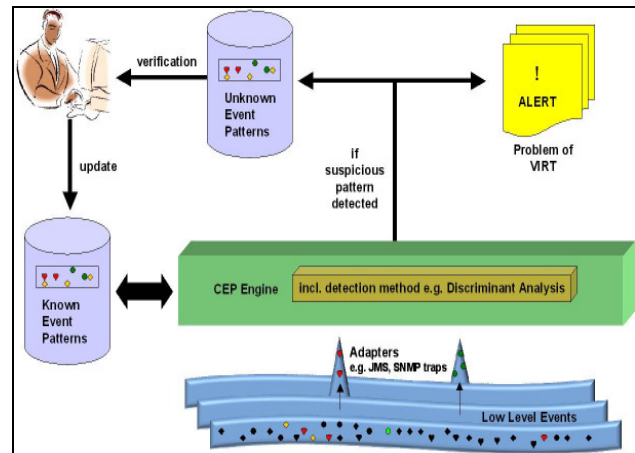 verification
Unknown
Event
Patterns
!
ALERT
Problem of
VIRT
update
if
suspicious
pattern
detected
Known
Event
Patterns
CEP Engine
incl. detection method e.g. Discriminant Analysis
Adapters
e.g. JMS, SNMP traps
Low Level Events